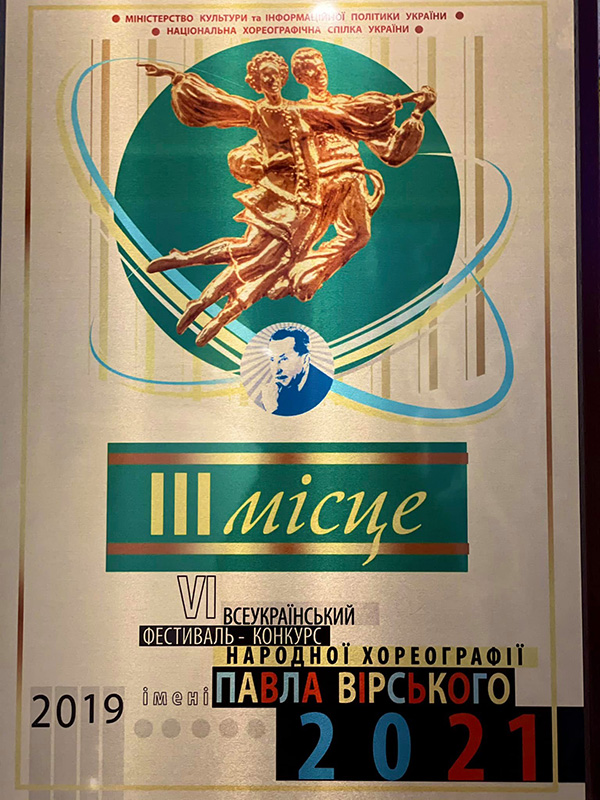 МІНІСТЕРСТВО КУЛЬТУРИ та ІНФОРМАЦІЙНОЇ ПОЛІТИКИ УКРАЇНИ
НАЦІОНАЛЬНА ХОРЕОГРАФІЧНА СПІЛКА УКРАЇНИ
III місце
VI ВСЕУКРАЇНСЬКИЙ
ФЕСТИВАЛЬ - КОНКУРС
НАРОДНОЇ ХОРЕОГРАФІЇ
імені ПАВЛА ВІРСЬКОГО
2019
2021